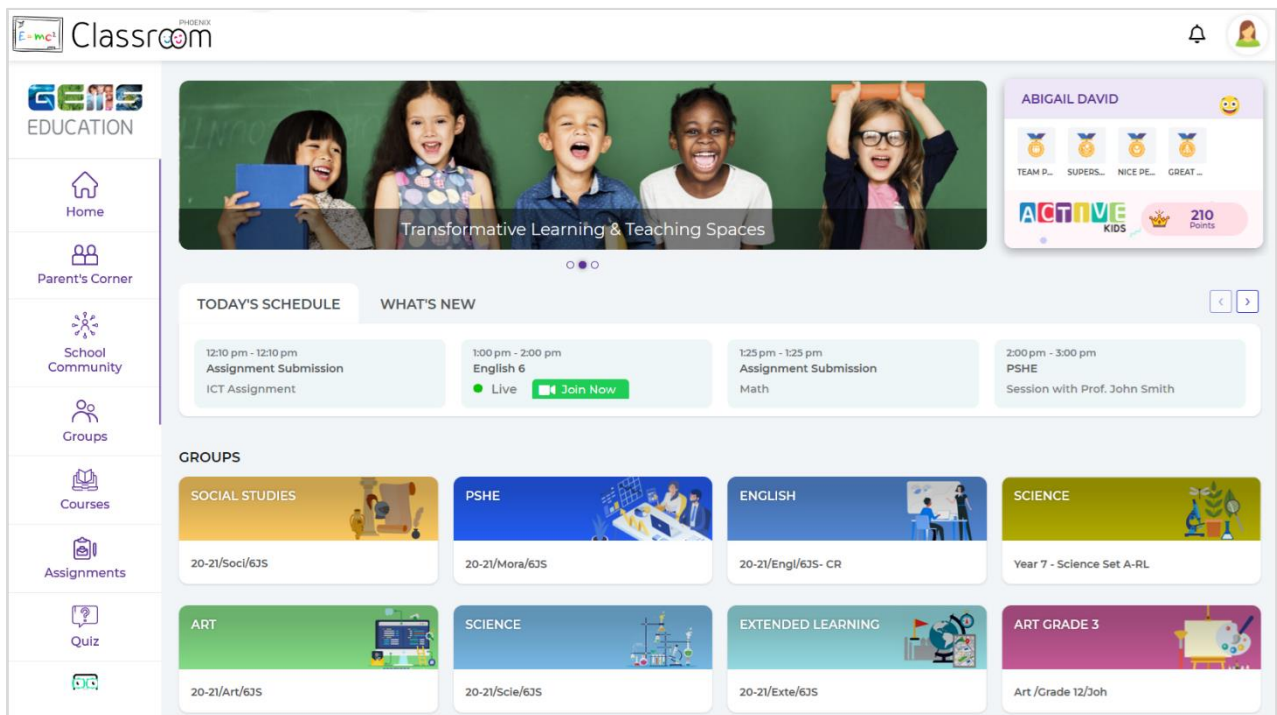 E=mc²
Classroom
PHOENIX
GEMS
EDUCATION
Home
Parent's Corner
School
Community
Groups
Courses
Assignments
Quiz
Transformative Learning & Teaching Spaces
ABIGAIL DAVID
TEAM P... SUPERS... NICE PE... GREAT ...
ACTIVE
KIDS
210
Points
TODAY'S SCHEDULE WHAT'S NEW
12:10 pm - 12:10 pm
Assignment Submission
ICT Assignment
1:00 pm - 2:00 pm
English 6
Live Join Now
1:25 pm - 1:25 pm
Assignment Submission
Math
2:00 pm - 3:00 pm
PSHE
Session with Prof. John Smith
GROUPS
SOCIAL STUDIES
20-21/Soci/6JS
PSHE
20-21/Mora/6JS
ENGLISH
20-21/Engl/6JS- CR
SCIENCE
Year 7 - Science Set A-RL
ART
20-21/Art/6JS
SCIENCE
20-21/Scie/6JS
EXTENDED LEARNING
20-21/Exte/6JS
ART GRADE 3
Art /Grade 12/Joh